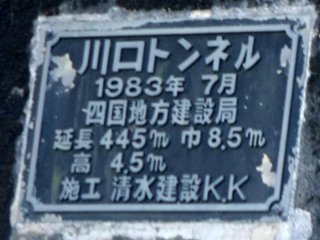 川口トンネル
1983年 7月
四国地方建設局
延長 445m 巾 8.5m
高 4.5m
施工 清水建設K.K